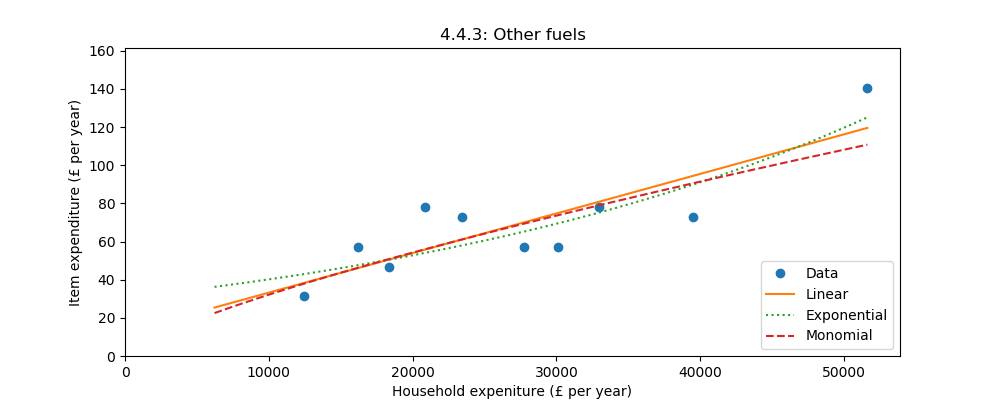 4.4.3: Other fuels
160
140
120
100
80
60
40
20
0
Item expenditure (£ per year)
0 10000 20000 30000 40000 50000
Household expeniture (£ per year)
Data
Linear
Exponential
Monomial